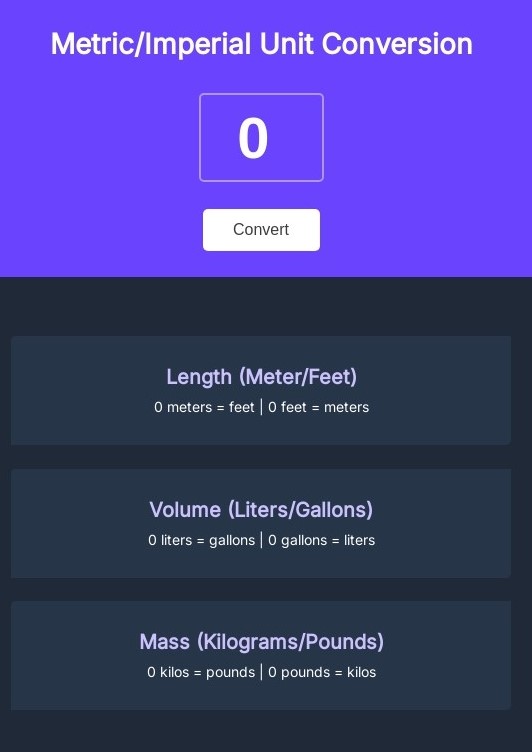 Metric/Imperial Unit Conversion
0
Convert
Length (Meter/Feet)
0 meters = feet | 0 feet = meters
Volume (Liters/Gallons)
0 liters = gallons | 0 gallons = liters
Mass (Kilograms/Pounds)
0 kilos = pounds | 0 pounds = kilos